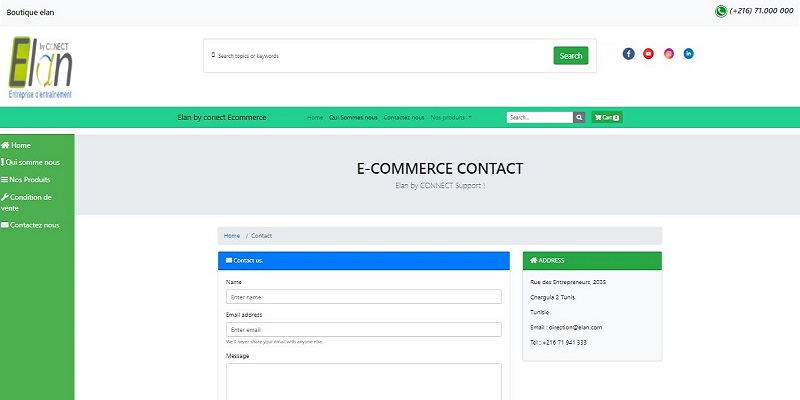 Boutique elan
(+216) 71.000 000
by CONECT
Elan
Entreprise d'entrainement
Search topics or keywords
Search
Elan by conect Ecommerce
Home
Qui Sommes nous
Contactez nous
Nos produits
Search...
Cart 3
Home
Qui somme nous
Nos Produits
Condition de
vente
Contactez nous
E-COMMERCE CONTACT
Elan by CONNECT Support !
Home / Contact
Contact us.
Name
Enter name
Email address
Enter email
We'll never share your email with anyone else.
Message
ADDRESS
Rue des Entrepreneurs, 2035
Charguia 2 Tunis
Tunisie
Email : direction@elan.com
Tel : +216 71 941 333